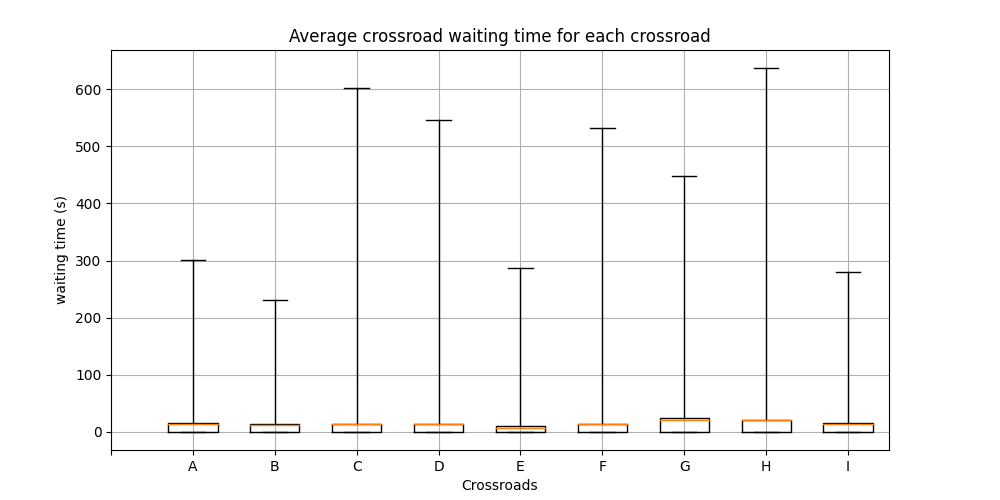 Average crossroad waiting time for each crossroad
600
500
400
300
200
100
0
waiting time (s)
A B C D E F G H I
Crossroads